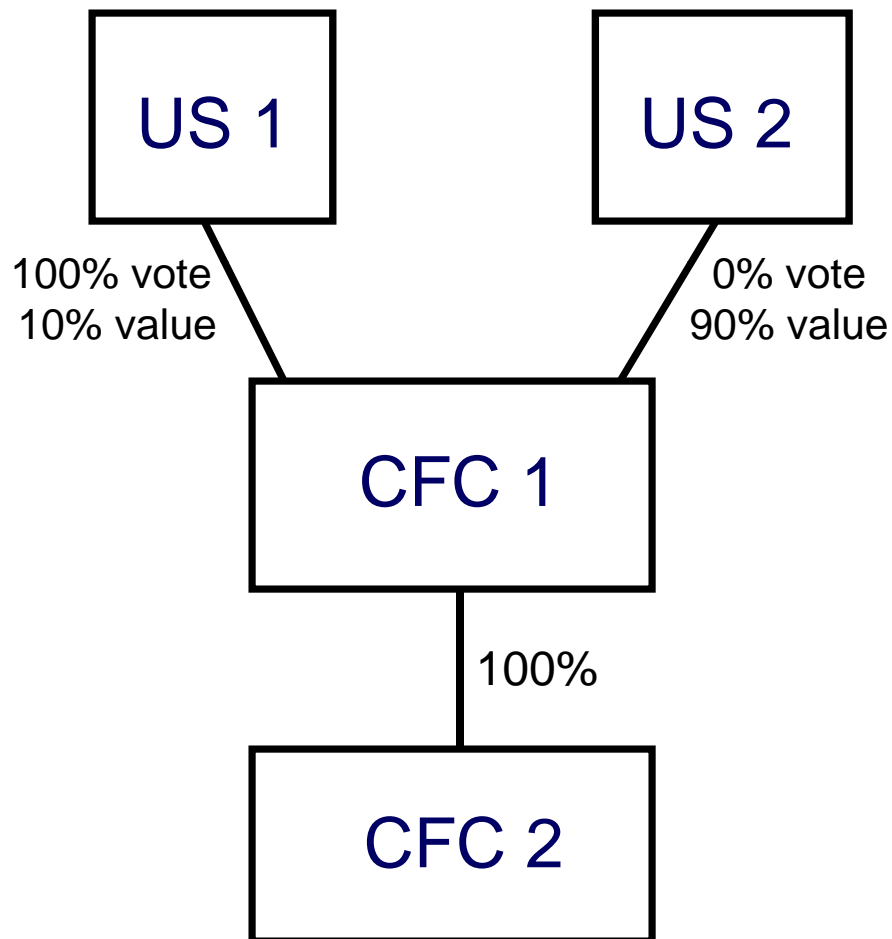 US 1
US 2
100% vote
10% value
0% vote
90% value
CFC 1
100%
CFC 2